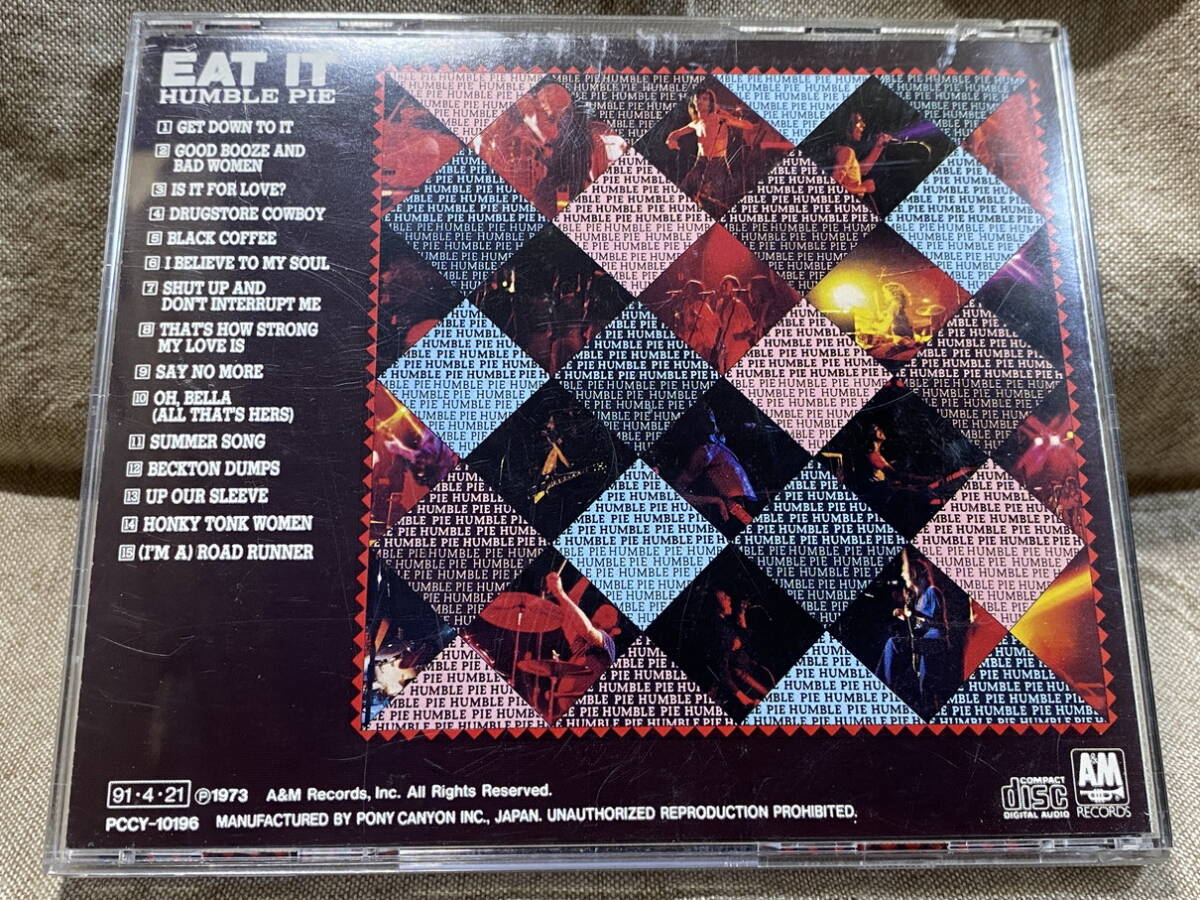 EAT IT
HUMBLE PIE
1 GET DOWN TO IT
2 GOOD BOOZE AND
BAD WOMEN
3 IS IT FOR LOVE?
4 DRUGSTORE COWBOY
5 BLACK COFFEE
6 I BELIEVE TO MY SOUL
7 SHUT UP AND
DON'T INTERRUPT ME
8 THAT'S HOW STRONG
MY LOVE IS
9 SAY NO MORE
10 OH, BELLA
(ALL THAT'S HERS)
11 SUMMER SONG
12 BECKTON DUMPS
13 UP OUR SLEEVE
14 HONKY TONK WOMEN
15 (I'M A) ROAD RUNNER
HUMBLE PIE HUMBLE PIE
91·4·21 ℗1973 A&M Records, Inc. All Rights Reserved.
PCCY-10196 MANUFACTURED BY PONY CANYON INC., JAPAN. UNAUTHORIZED REPRODUCTION PROHIBITED.
COMPACT
disc
DIGITAL AUDIO
A&M
RECORDS